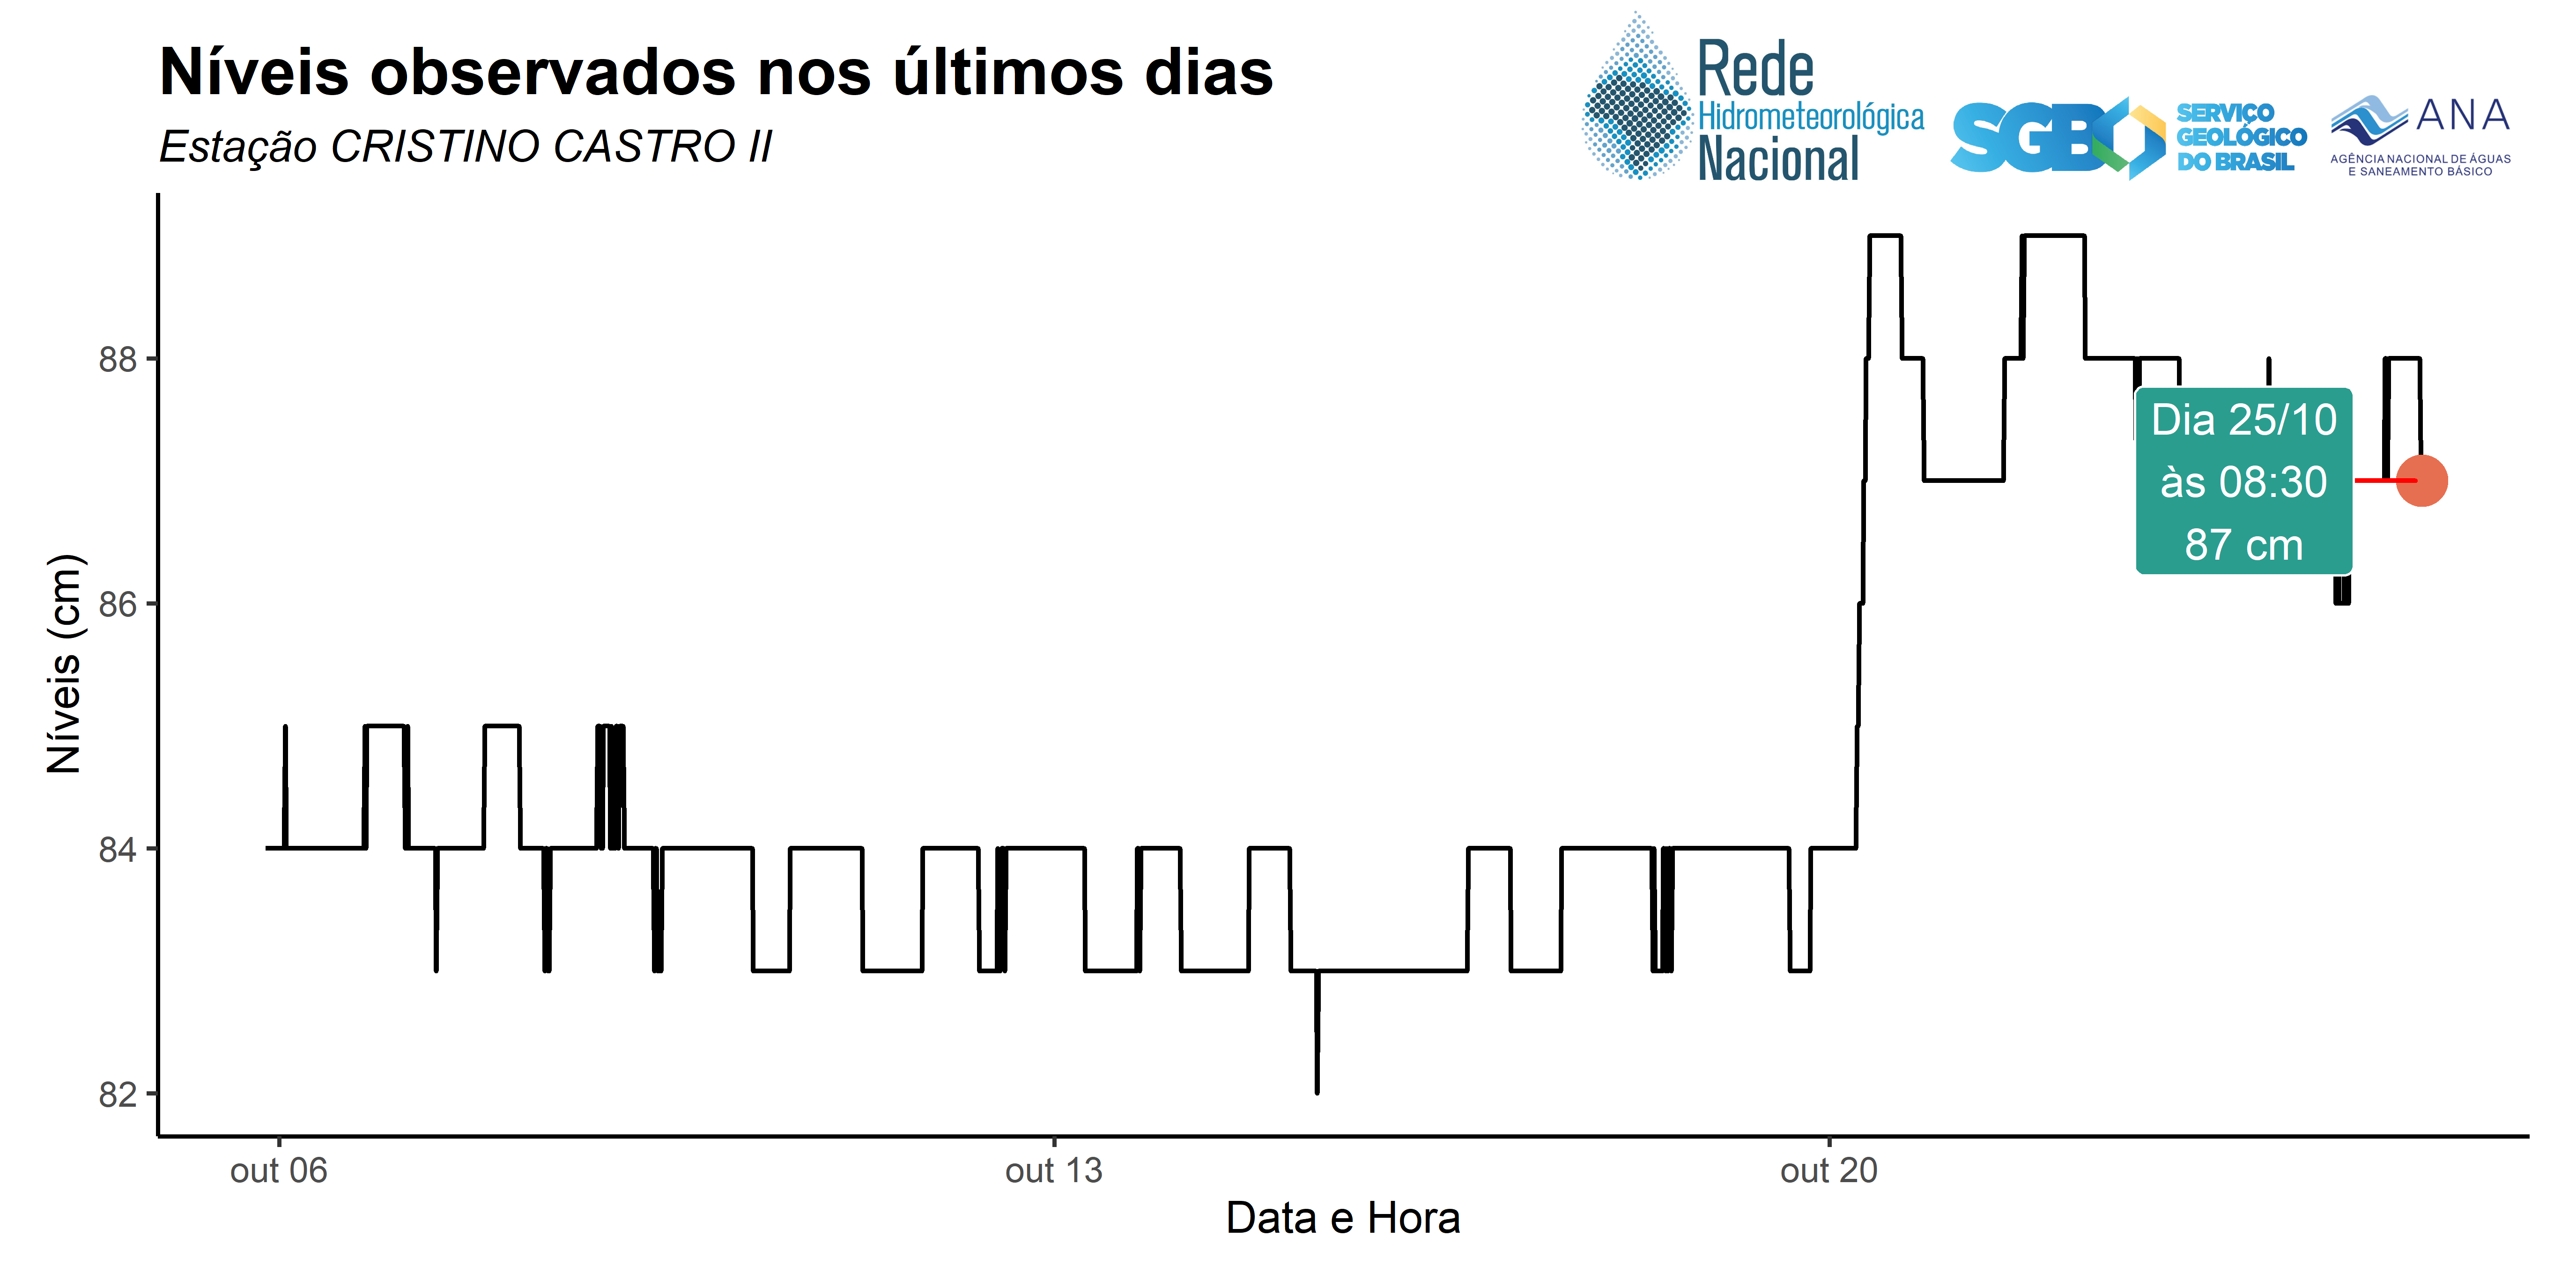 Níveis observados nos últimos dias
Estação CRISTINO CASTRO II
Rede
Hidrometeorológica
Nacional
SGB
SERVIÇO
GEOLÓGICO
DO BRASIL
ANA
AGÊNCIA NACIONAL DE ÁGUAS
E SANEAMENTO BÁSICO
Níveis (cm)
88
86
84
82
Dia 25/10
às 08:30
87 cm
out 06
out 13
out 20
Data e Hora